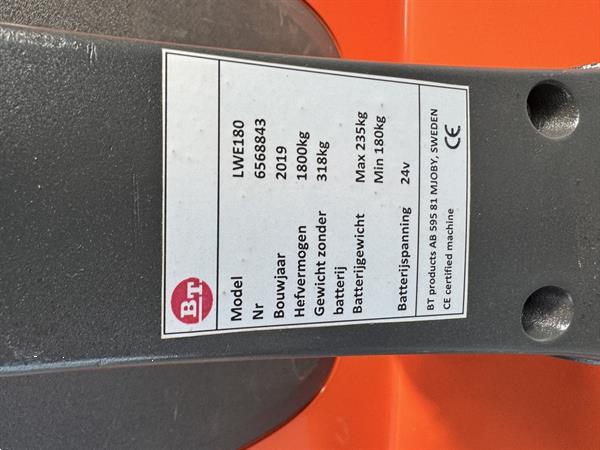 BT
Model LWE180
Nr 6568843
Bouwjaar 2019
Hefvermogen 1800kg
Gewicht zonder 318kg
batterij
Batterijgewicht Max 235kg
Min 180kg
Batterijspanning 24v
BT products AB 595 81 MJOBY, SWEDEN
CE certified machine CE